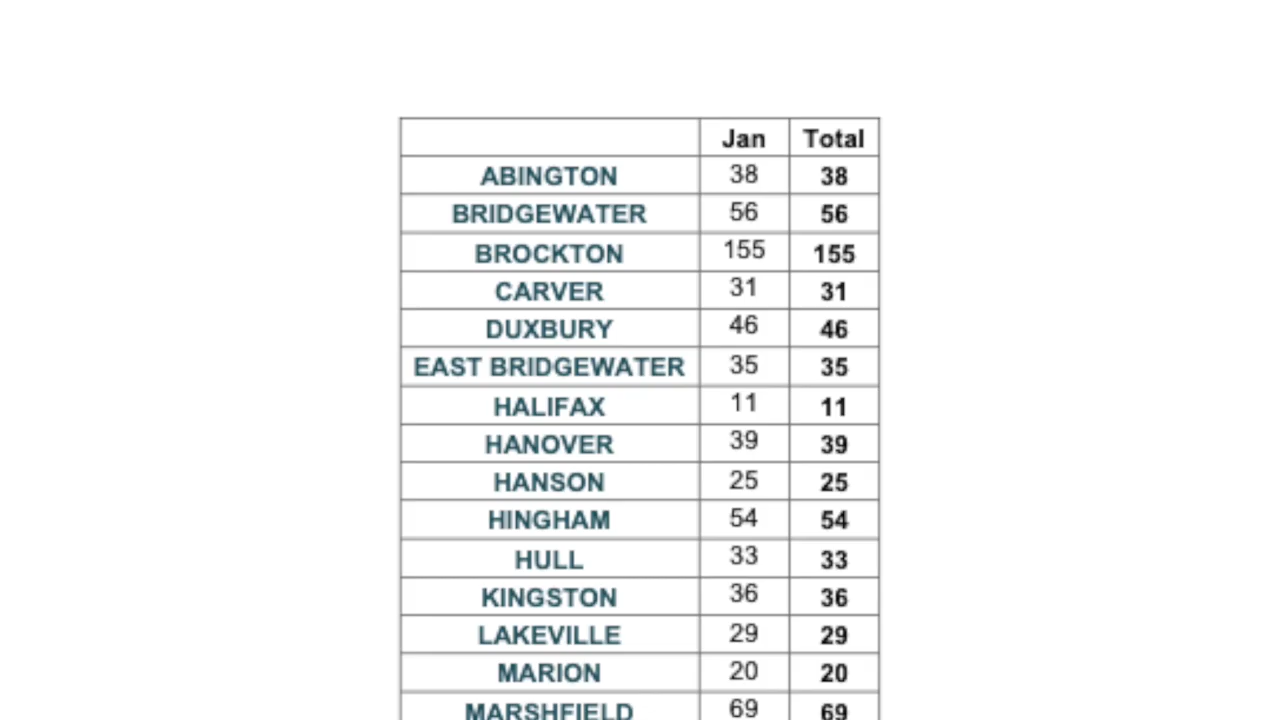 Jan Total
ABINGTON 38 38
BRIDGEWATER 56 56
BROCKTON 155 155
CARVER 31 31
DUXBURY 46 46
EAST BRIDGEWATER 35 35
HALIFAX 11 11
HANOVER 39 39
HANSON 25 25
HINGHAM 54 54
HULL 33 33
KINGSTON 36 36
LAKEVILLE 29 29
MARION 20 20
MARSHFIELD 69 69